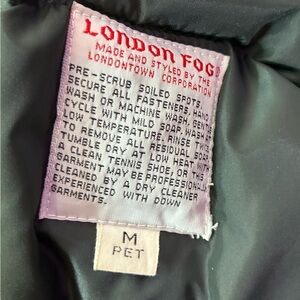 LONDON FOG®
MADE AND STYLED BY THE
LONDONTOWN CORPORATION
PRE-SCRUB SOILED SPOTS,
SECURE ALL FASTENERS, HAND
WASH OR MACHINE WASH, GENTLE
CYCLE WITH MILD SOAP. WASH AT
LOW TEMPERATURE, RINSE
TO REMOVE ALL RESIDUAL SOAP
TUMBLE DRY AT LOW HEAT WITH
A CLEAN TENNIS SHOE, OR THIS
GARMENT MAY BE PROFESSIONALLY
CLEANED BY A DRY CLEANER
EXPERIENCED WITH DOWN
GARMENTS.
M
PET